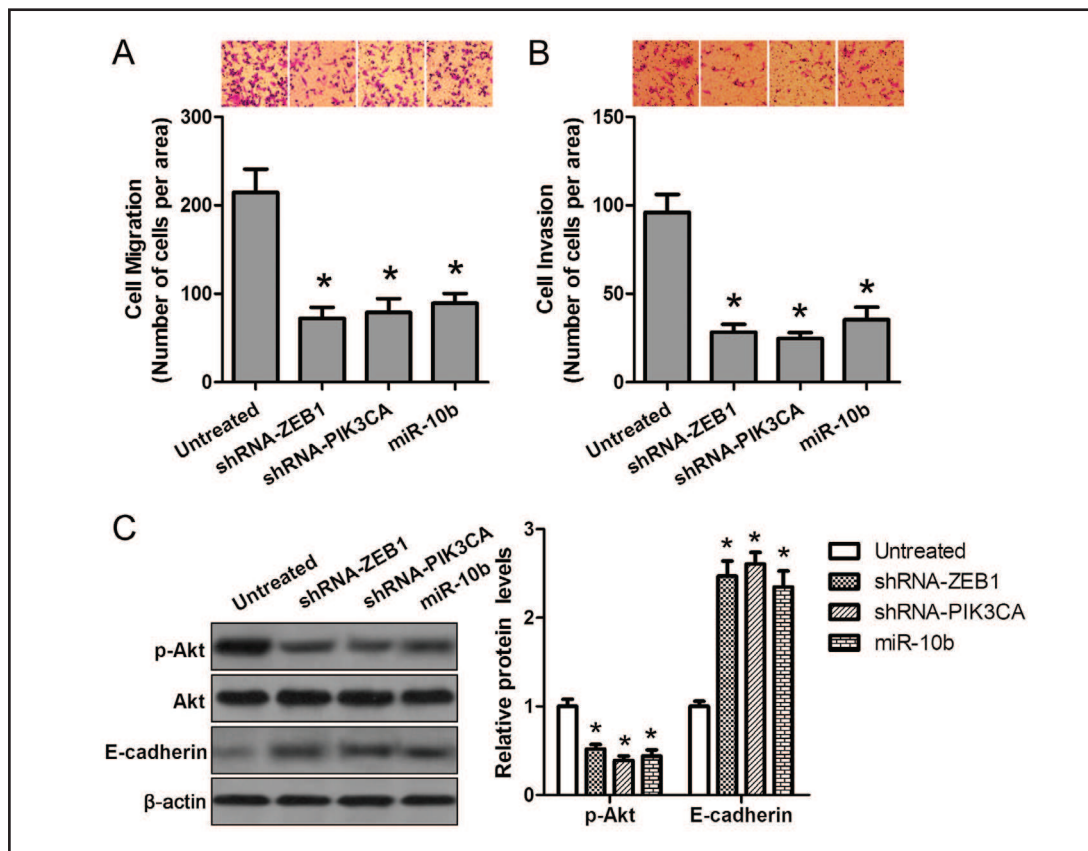 A
B
300
200
100
0
Cell Migration
(Number of cells per area)
*
*
*
Untreated
shRNA-ZEB1
shRNA-PIK3CA
miR-10b
150
100
50
0
Cell Invasion
(Number of cells per area)
*
*
*
Untreated
shRNA-ZEB1
shRNA-PIK3CA
miR-10b
C
Untreated
shRNA-ZEB1
shRNA-PIK3CA
miR-10b
p-Akt
Akt
E-cadherin
β-actin
3
2
1
0
Relative protein levels
*
*
*
*
*
*
p-Akt
E-cadherin
Untreated
shRNA-ZEB1
shRNA-PIK3CA
miR-10b